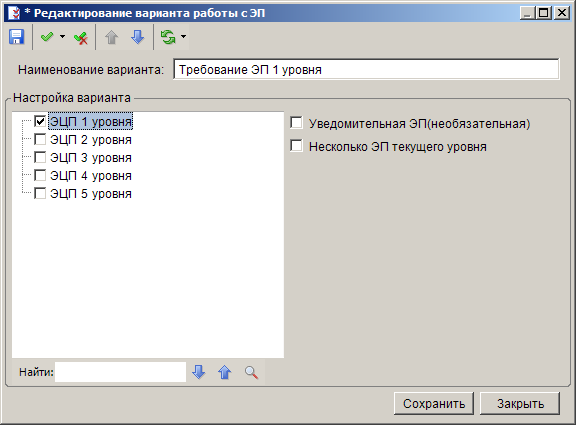 * Редактирование варианта работы с ЭП
Наименование варианта: Требование ЭП 1 уровня
Настройка варианта
ЭЦП 1 уровня
ЭЦП 2 уровня
ЭЦП 3 уровня
ЭЦП 4 уровня
ЭЦП 5 уровня
Уведомительная ЭП(необязательная)
Несколько ЭП текущего уровня
Найти:
Сохранить Закрыть